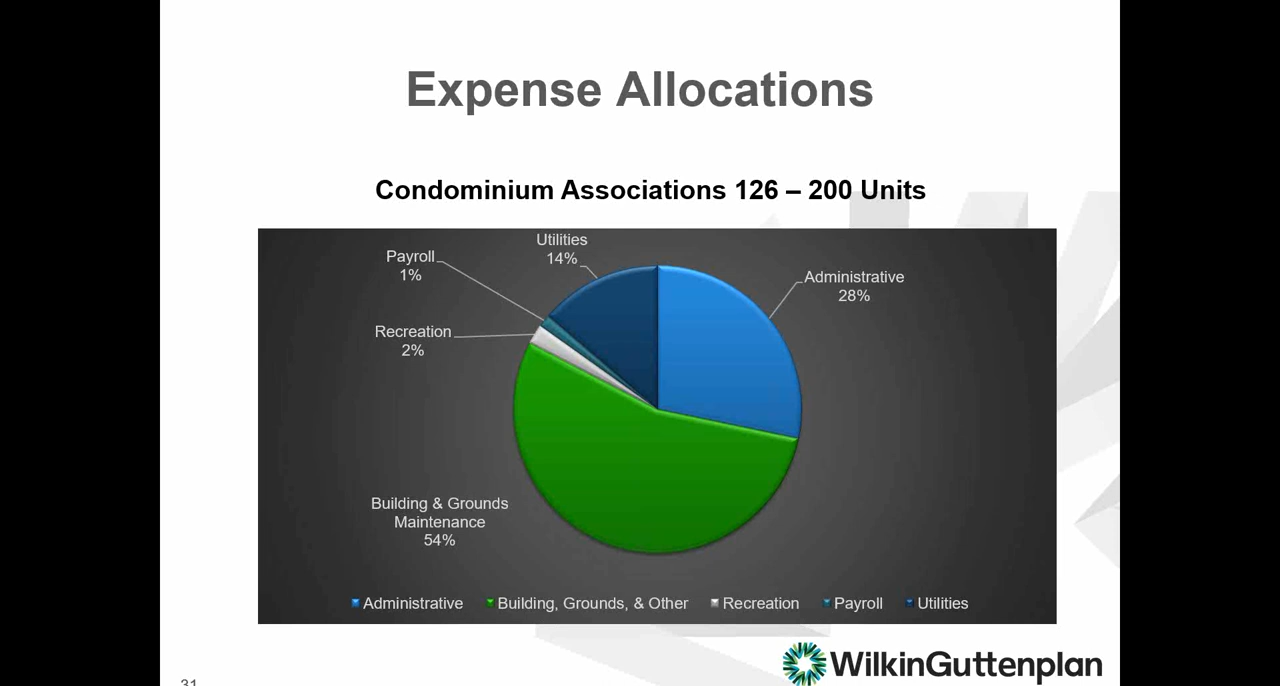 Expense Allocations
Condominium Associations 126 – 200 Units
Utilities
14%
Payroll
1%
Administrative
28%
Recreation
2%
Building & Grounds
Maintenance
54%
Administrative Building, Grounds, & Other Recreation Payroll Utilities
WilkinGuttenplan
31